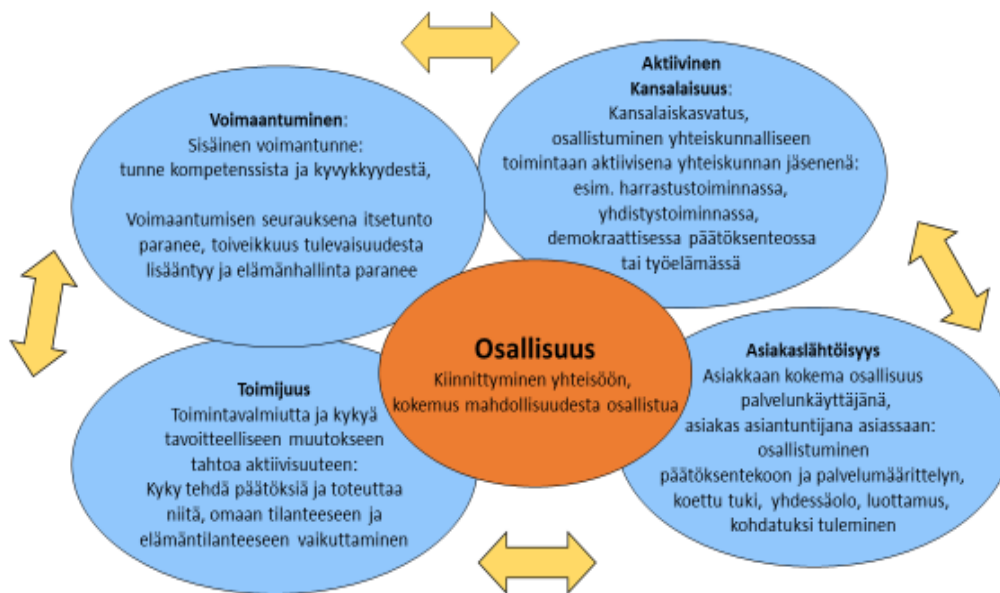 Voimaantuminen:
Sisäinen voimantunne:
tunne kompetenssista ja kyvykkyydestä,
Voimaantumisen seurauksena itsetunto
paranee, toiveikkuus tulevaisuudesta
lisääntyy ja elämänhallinta paranee
Aktiivinen
Kansalaisuus:
Kansalaiskasvatus,
osallistuminen yhteiskunnalliseen
toimintaan aktiivisena yhteiskunnan jäsenenä:
esim. harrastustoiminnassa,
yhdistystoiminnassa,
demokraattisessa päätöksenteossa
tai työelämässä
Osallisuus
Kiinnittyminen yhteisöön,
kokemus mahdollisuudesta osallistua
Toimijuus
Toimintavalmiutta ja kykyä
tavoitteelliseen muutokseen
tahtoa aktiivisuuteen:
Kyky tehdä päätöksiä ja toteuttaa
niitä, omaan tilanteeseen ja
elämäntilanteeseen vaikuttaminen
Asiakaslähtöisyys
Asiakkaan kokema osallisuus
palvelunkäyttäjänä,
asiakas asiantuntijana asiassaan:
osallistuminen
päätöksentekoon ja palvelumäärittelyn,
koettu tuki, yhdessäolo, luottamus,
kohdatuksi tuleminen